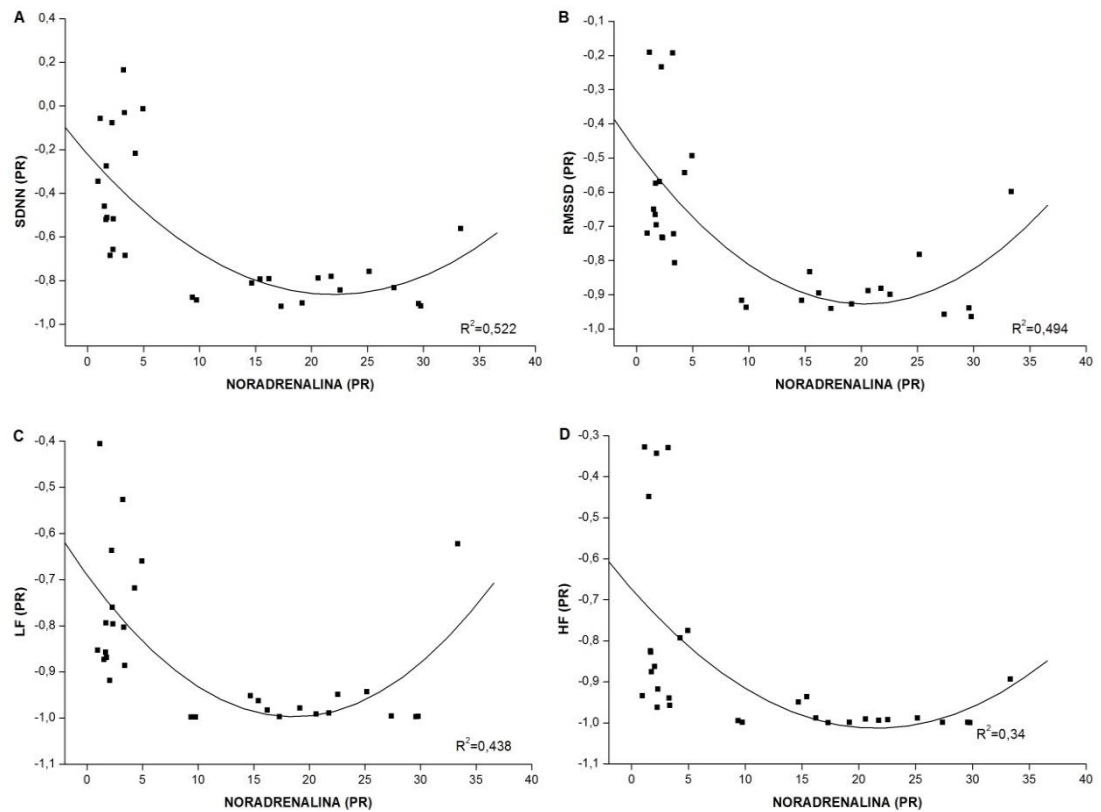 A
0,4
0,2
0,0
-0,2
-0,4
-0,6
-0,8
-1,0
SDNN (PR)
R²=0,522
0 5 10 15 20 25 30 35 40
NORADRENALINA (PR)
B
-0,1
-0,2
-0,3
-0,4
-0,5
-0,6
-0,7
-0,8
-0,9
-1,0
RMSSD (PR)
R²=0,494
0 5 10 15 20 25 30 35 40
NORADRENALINA (PR)
C
-0,4
-0,5
-0,6
-0,7
-0,8
-0,9
-1,0
-1,1
LF (PR)
R²=0,438
0 5 10 15 20 25 30 35 40
NORADRENALINA (PR)
D
-0,3
-0,4
-0,5
-0,6
-0,7
-0,8
-0,9
-1,0
-1,1
HF (PR)
R²=0,34
0 5 10 15 20 25 30 35 40
NORADRENALINA (PR)